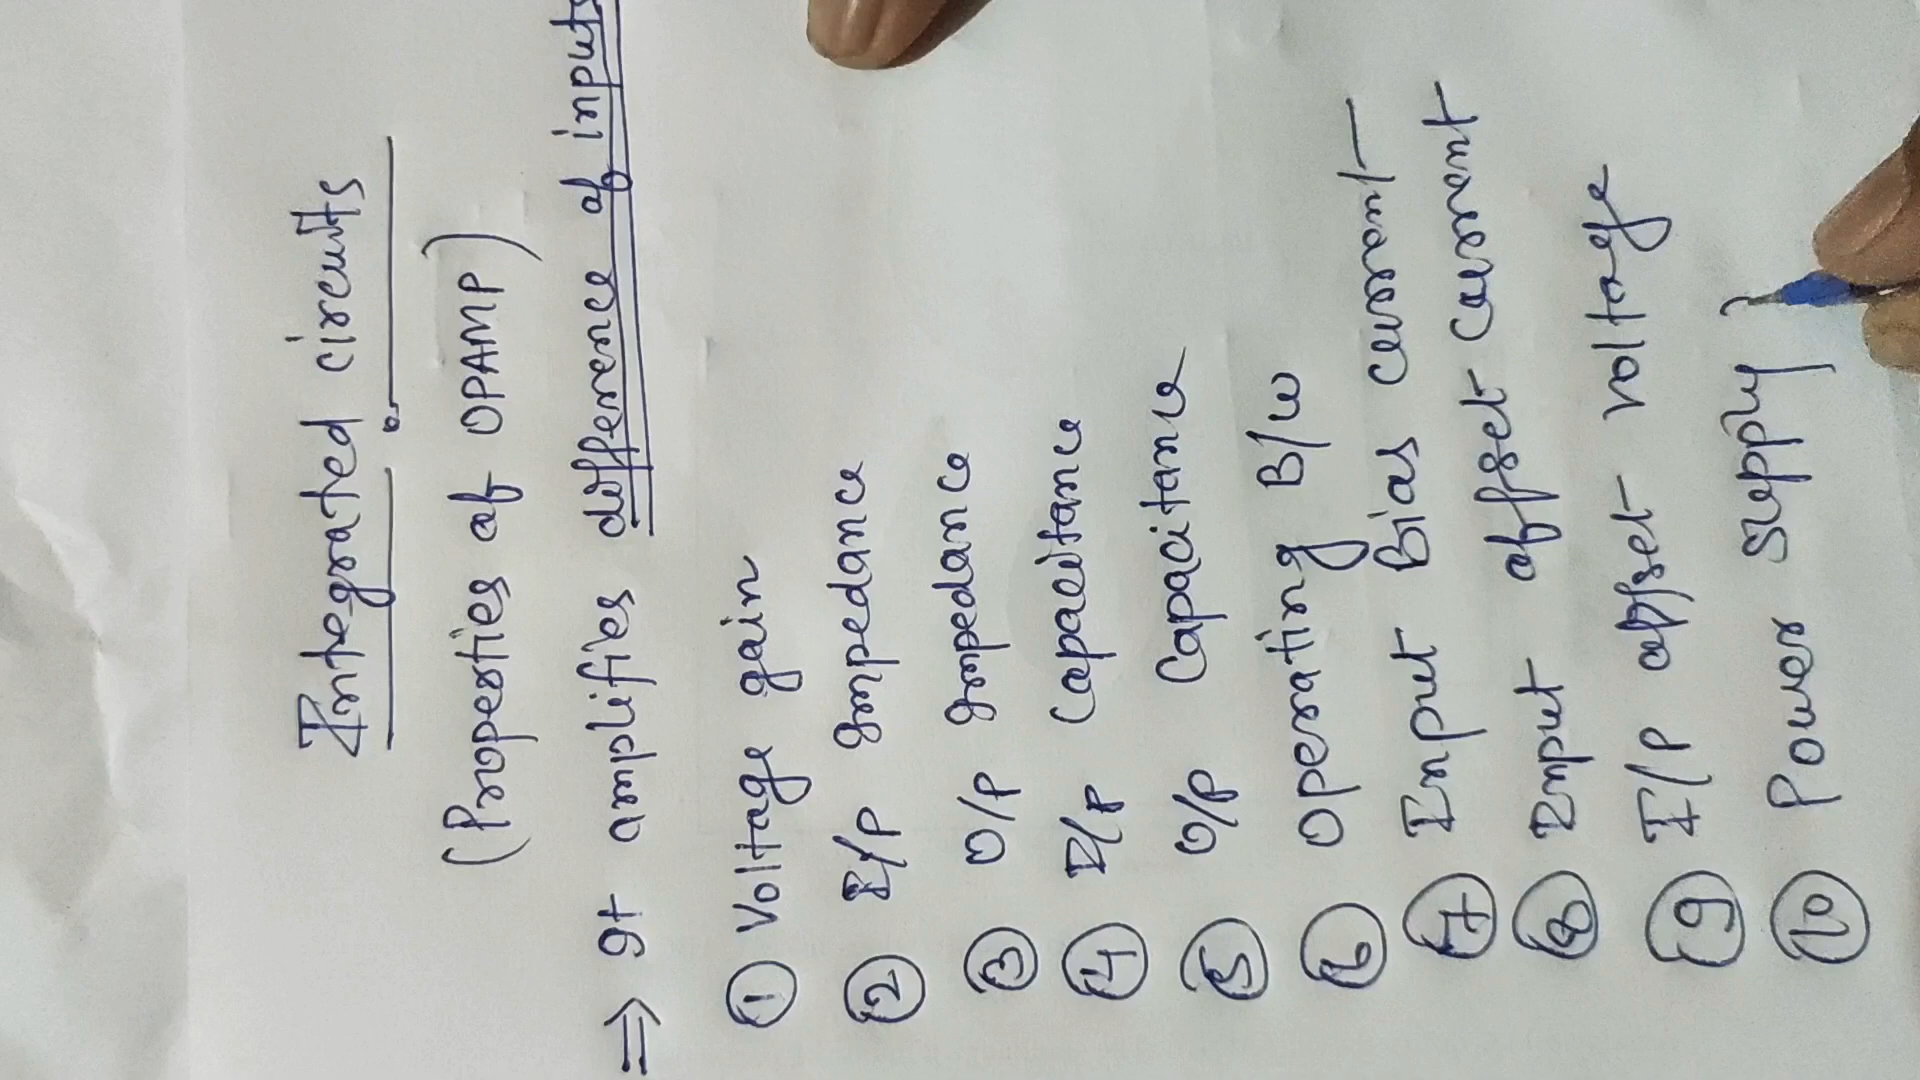 Integrated circuits
(Properties of OPAMP)
⇒ It amplifies difference of inputs
① Voltage gain
② I/P Impedance
③ O/P Impedance
④ I/P Capacitance
⑤ O/P Capacitance
⑥ Operating B/W
⑦ Input Bias current
⑧ Input offset current
⑨ I/P offset voltage
⑩ Power supply